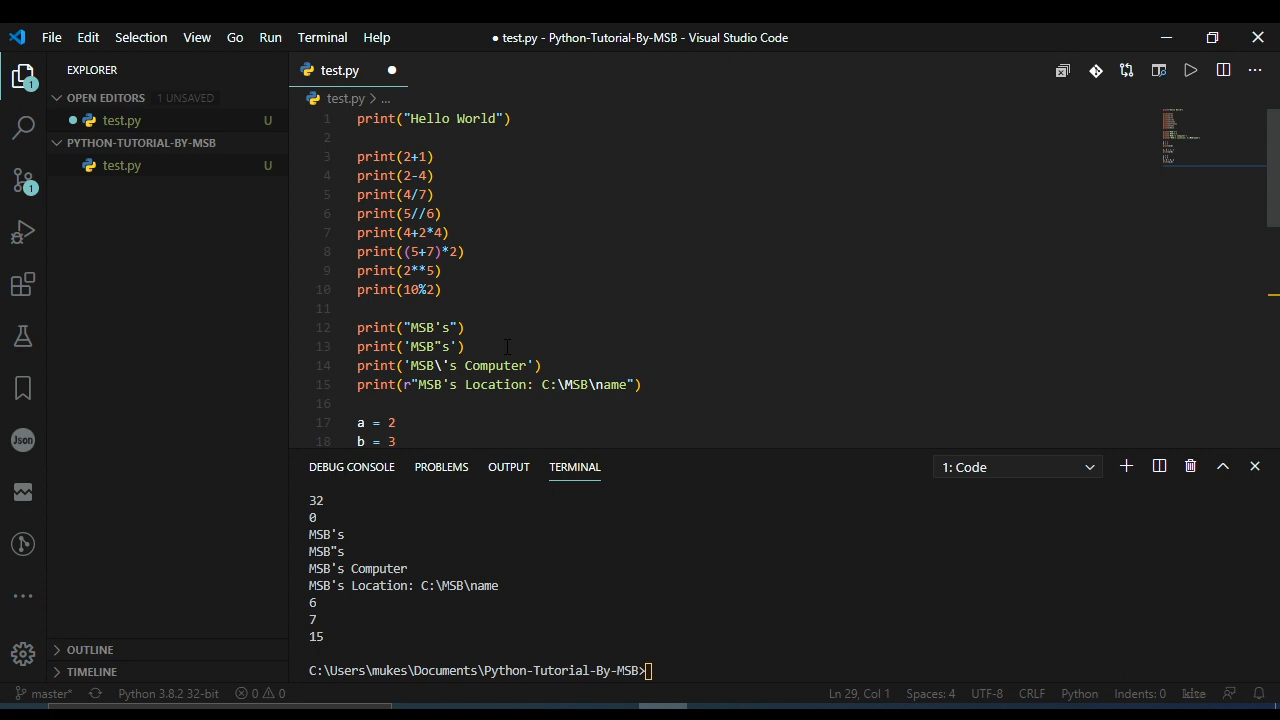 File Edit Selection View Go Run Terminal Help
● test.py - Python-Tutorial-By-MSB - Visual Studio Code
EXPLORER
OPEN EDITORS 1 UNSAVED
test.py U
PYTHON-TUTORIAL-BY-MSB
test.py U
OUTLINE
TIMELINE
1
1
Json
test.py
test.py > ...
1 print("Hello World")
2
3 print(2+1)
4 print(2-4)
5 print(4/7)
6 print(5//6)
7 print(4+2*4)
8 print((5+7)*2)
9 print(2**5)
10 print(10%2)
11
12 print("MSB's")
13 print('MSB"s')
14 print('MSB\'s Computer')
15 print(r"MSB's Location: C:\MSB\name")
16
17 a = 2
18 b = 3
DEBUG CONSOLE PROBLEMS OUTPUT TERMINAL
1: Code
32
0
MSB's
MSB"s
MSB's Computer
MSB's Location: C:\MSB\name
6
7
15
C:\Users\mukes\Documents\Python-Tutorial-By-MSB>
master* Python 3.8.2 32-bit 0 0 Ln 29, Col 1 Spaces: 4 UTF-8 CRLF Python Indents: 0 kite